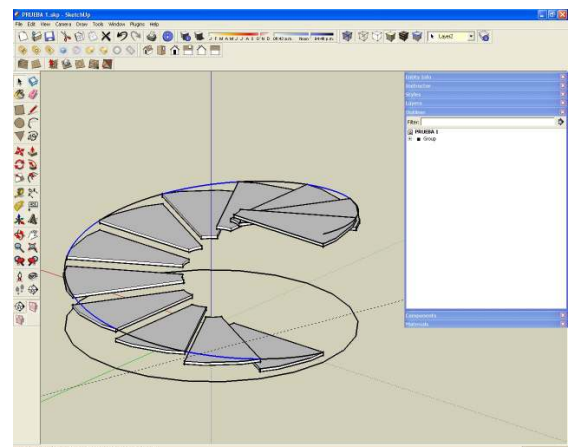 PRUEBA 1.skp - SketchUp
File Edit View Camera Draw Tools Window Plugins Help
J F M A M J J A S O N D
Noon
Layer2
Entity Info
Instructor
Styles
Layers
Outliner
Filter:
PRUEBA 1
Group
Components
Materials